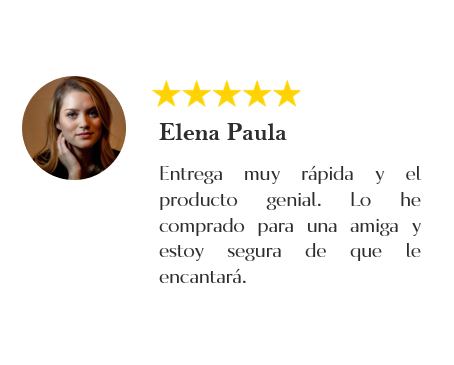 Elena Paula
Entrega muy rápida y el
producto genial. Lo he
comprado para una amiga y
estoy segura de que le
encantará.